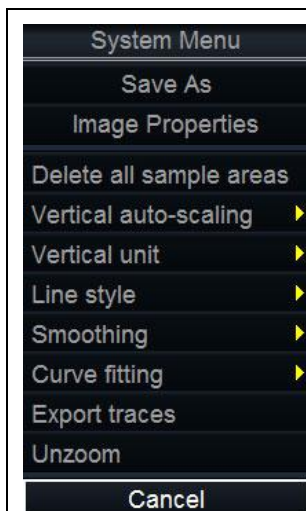 System Menu
Save As
Image Properties
Delete all sample areas
Vertical auto-scaling
Vertical unit
Line style
Smoothing
Curve fitting
Export traces
Unzoom
Cancel